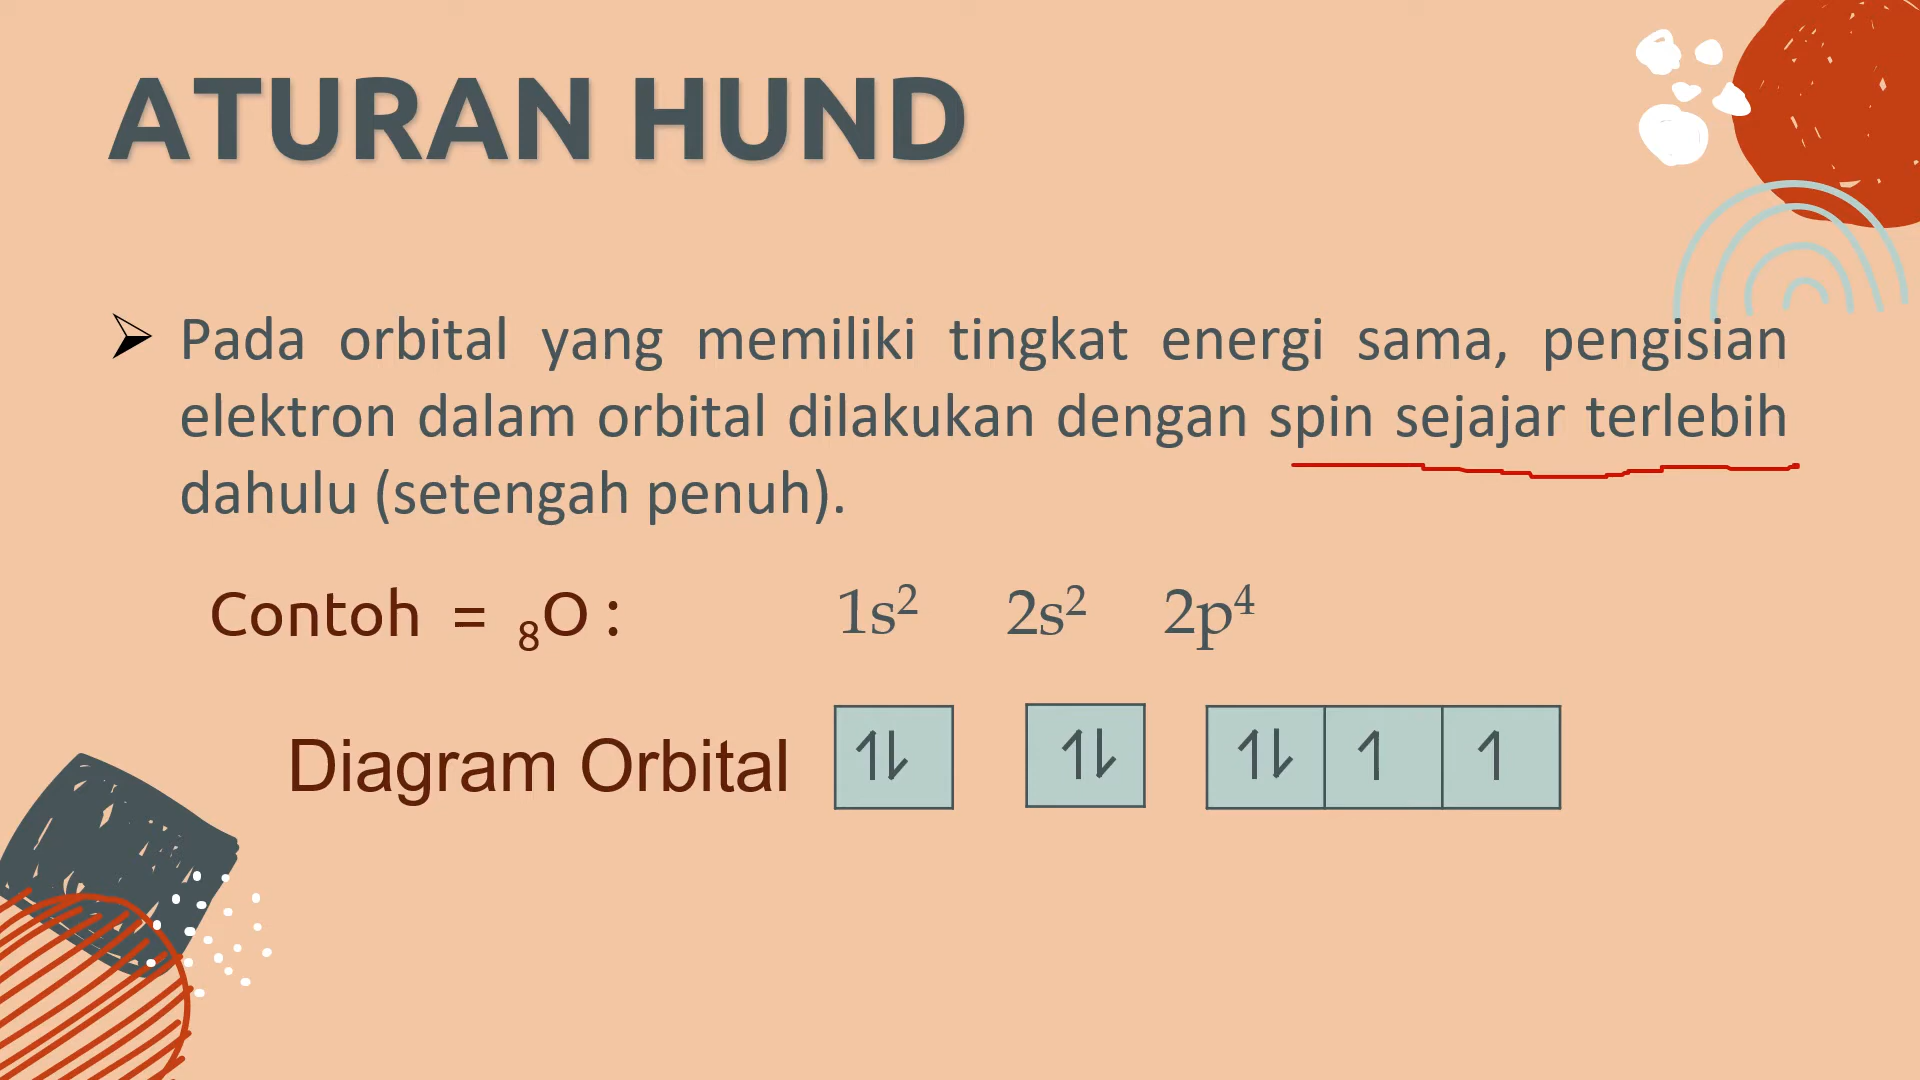 ATURAN HUND
➢ Pada orbital yang memiliki tingkat energi sama, pengisian
elektron dalam orbital dilakukan dengan spin sejajar terlebih
dahulu (setengah penuh).
Contoh = ₈O : 1s² 2s² 2p⁴
Diagram Orbital ↿⇂ ↿⇂ ↿⇂ ↿ ↿